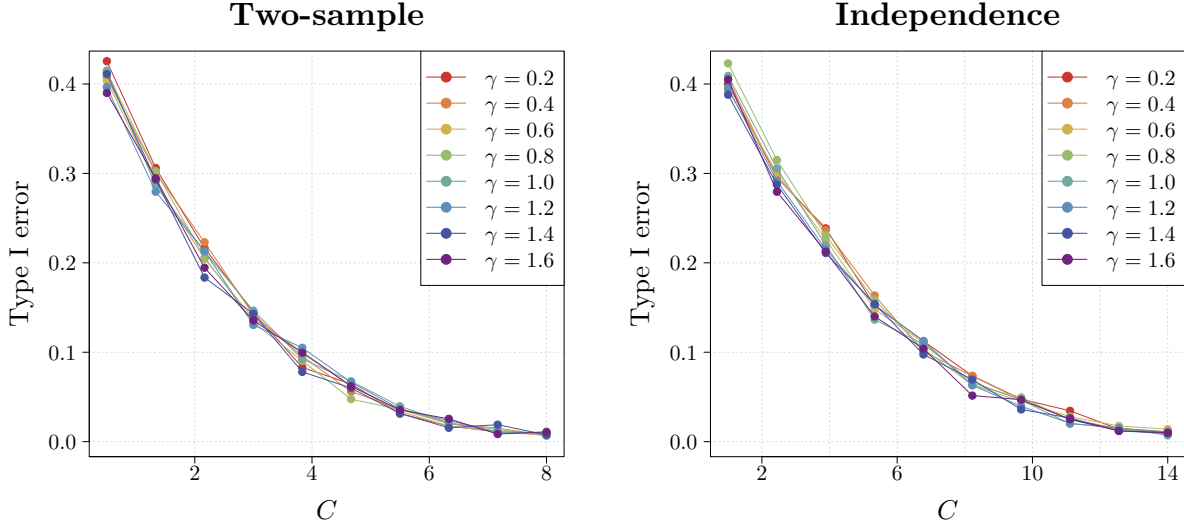 Two-sample
Type I error
0.4
0.3
0.2
0.1
0.0
γ = 0.2
γ = 0.4
γ = 0.6
γ = 0.8
γ = 1.0
γ = 1.2
γ = 1.4
γ = 1.6
2 4 6 8
C
Independence
Type I error
0.4
0.3
0.2
0.1
0.0
γ = 0.2
γ = 0.4
γ = 0.6
γ = 0.8
γ = 1.0
γ = 1.2
γ = 1.4
γ = 1.6
2 6 10 14
C